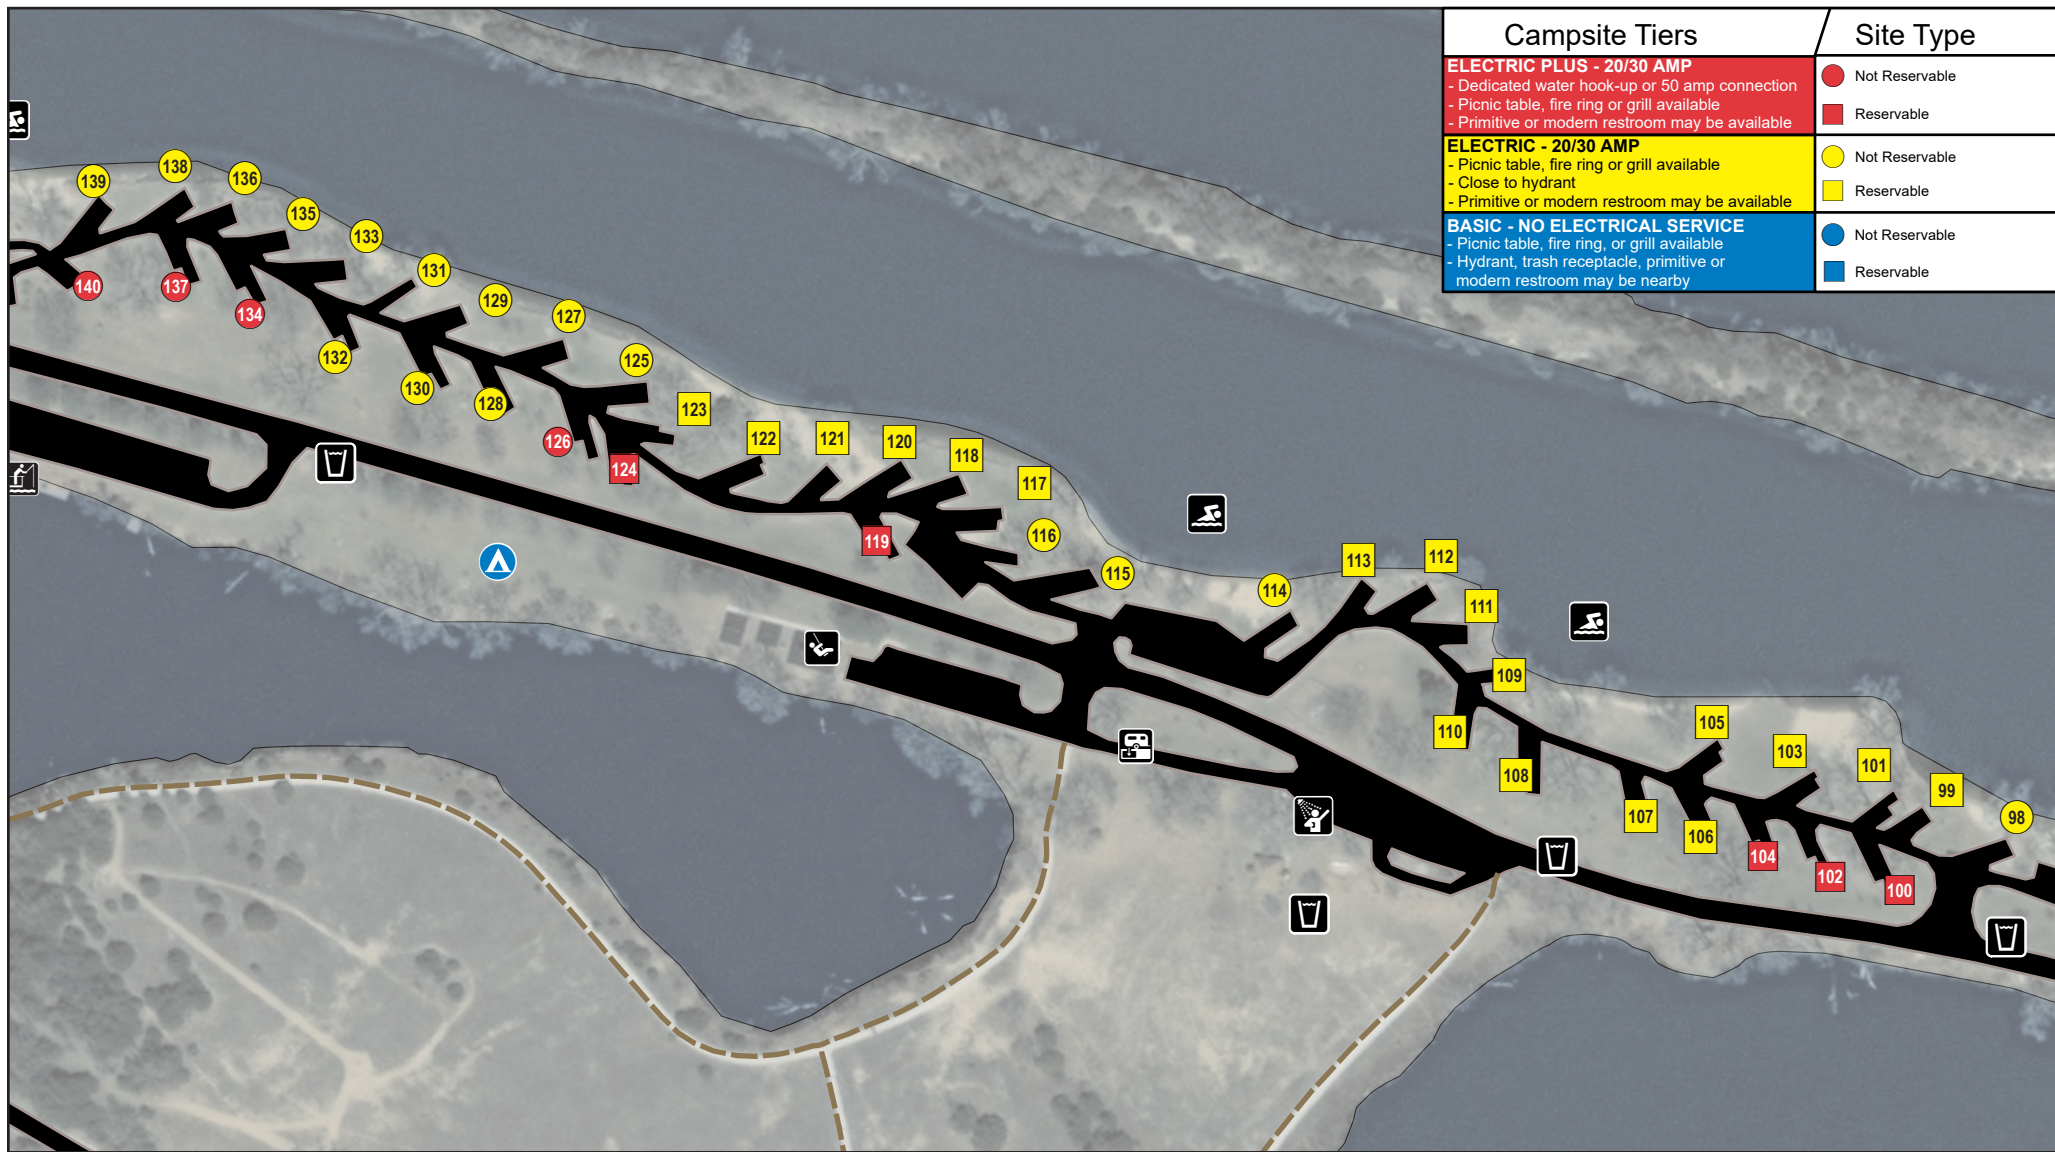 Campsite Tiers
Site Type
ELECTRIC PLUS - 20/30 AMP
- Dedicated water hook-up or 50 amp connection
- Picnic table, fire ring or grill available
- Primitive or modern restroom may be available
Not Reservable
Reservable
ELECTRIC - 20/30 AMP
- Picnic table, fire ring or grill available
- Close to hydrant
- Primitive or modern restroom may be available
Not Reservable
Reservable
BASIC - NO ELECTRICAL SERVICE
- Picnic table, fire ring, or grill available
- Hydrant, trash receptacle, primitive or
modern restroom may be nearby
Not Reservable
Reservable
139
138
136
135
133
131
129
127
125
123
122
121
120
118
117
116
115
114
113
112
111
109
110
108
105
103
101
99
98
107
106
104
102
100
140
137
134
132
130
128
126
124
119